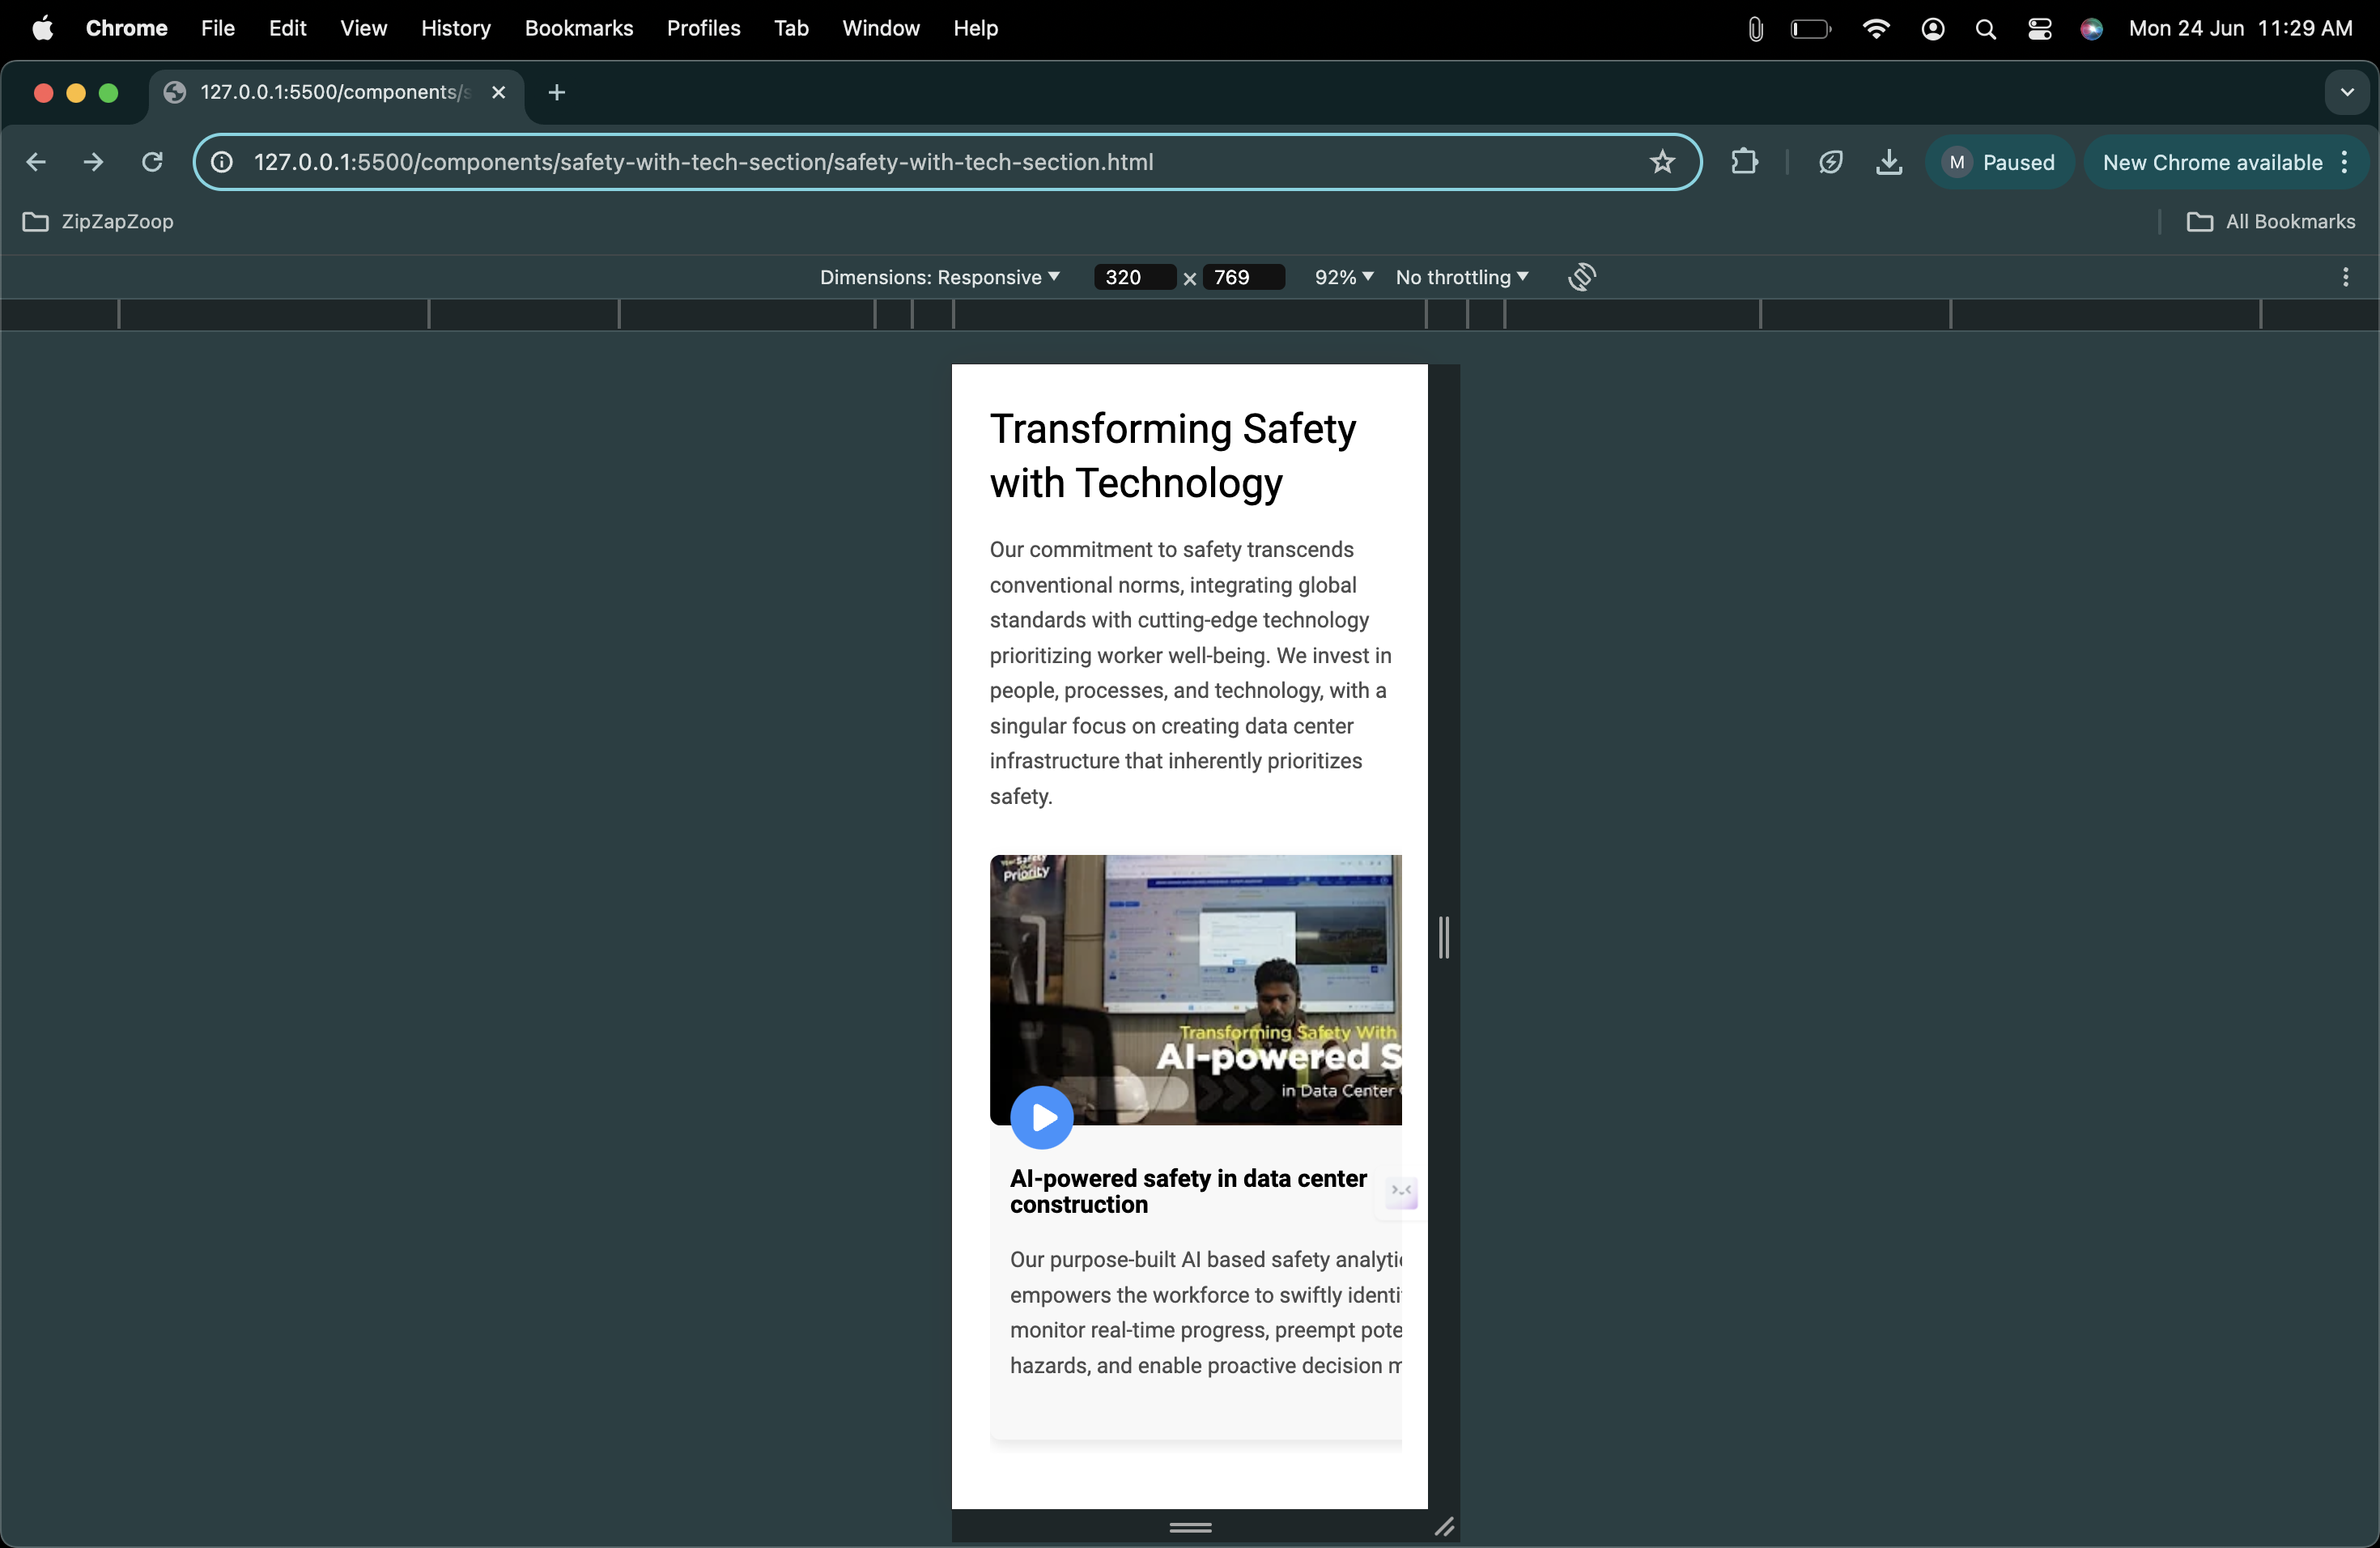 Chrome File Edit View History Bookmarks Profiles Tab Window Help Mon 24 Jun 11:29 AM
127.0.0.1:5500/components/s
127.0.0.1:5500/components/safety-with-tech-section/safety-with-tech-section.html M Paused New Chrome available
ZipZapZoop All Bookmarks
Dimensions: Responsive 320 × 769 92% No throttling
Transforming Safety
with Technology
Our commitment to safety transcends
conventional norms, integrating global
standards with cutting-edge technology
prioritizing worker well-being. We invest in
people, processes, and technology, with a
singular focus on creating data center
infrastructure that inherently prioritizes
safety.
Safety
Priority
Transforming Safety With
AI-powered S
in Data Center
AI-powered safety in data center
construction
Our purpose-built AI based safety analytic
empowers the workforce to swiftly identi
monitor real-time progress, preempt pote
hazards, and enable proactive decision m